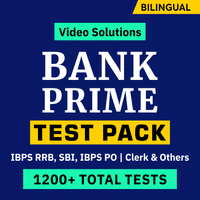 BILINGUAL
Video Solutions
BANK
PRIME
TEST PACK
IBPS RRB, SBI, IBPS PO | Clerk & Others
1200+ TOTAL TESTS